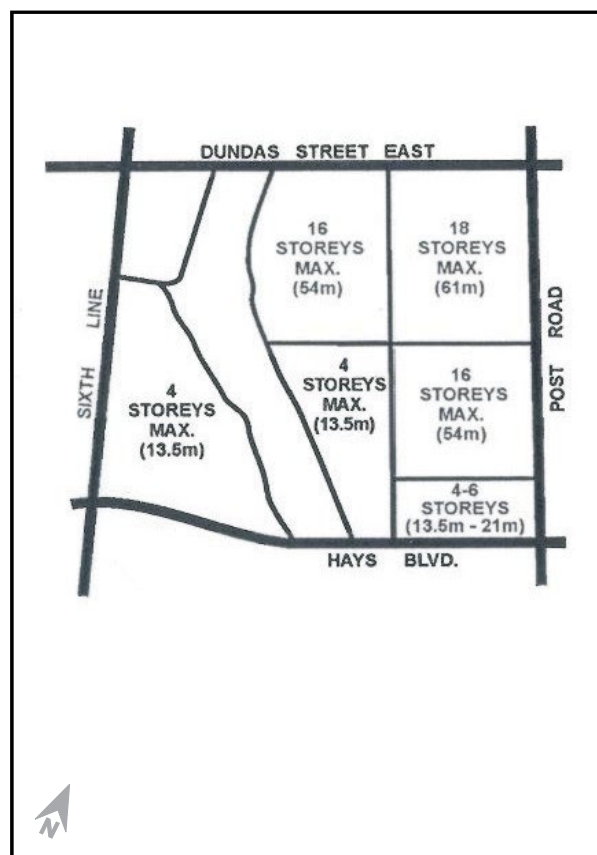 DUNDAS STREET EAST
16
STOREYS
MAX.
(54m)
18
STOREYS
MAX.
(61m)
SIXTH LINE
POST ROAD
4
STOREYS
MAX.
(13.5m)
4
STOREYS
MAX.
(13.5m)
16
STOREYS
MAX.
(54m)
4-6
STOREYS
(13.5m - 21m)
HAYS BLVD.
N